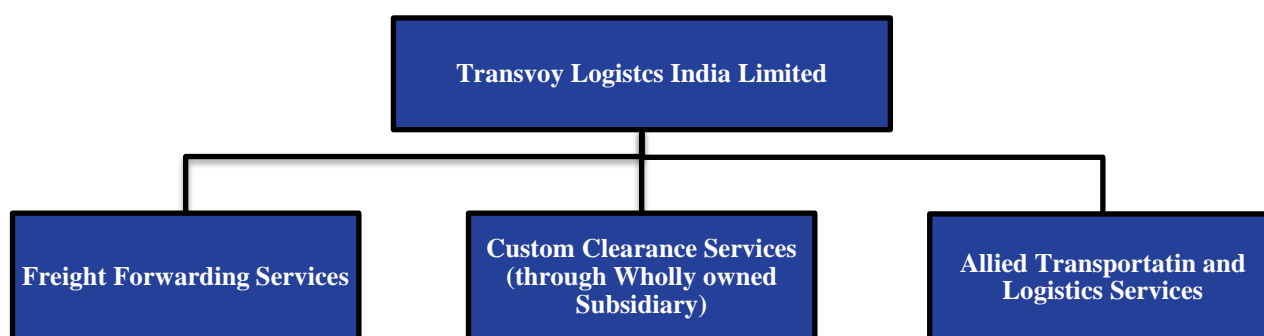 Transvoy Logistcs India Limited
Freight Forwarding Services
Custom Clearance Services
(through Wholly owned
Subsidiary)
Allied Transportatin and
Logistics Services